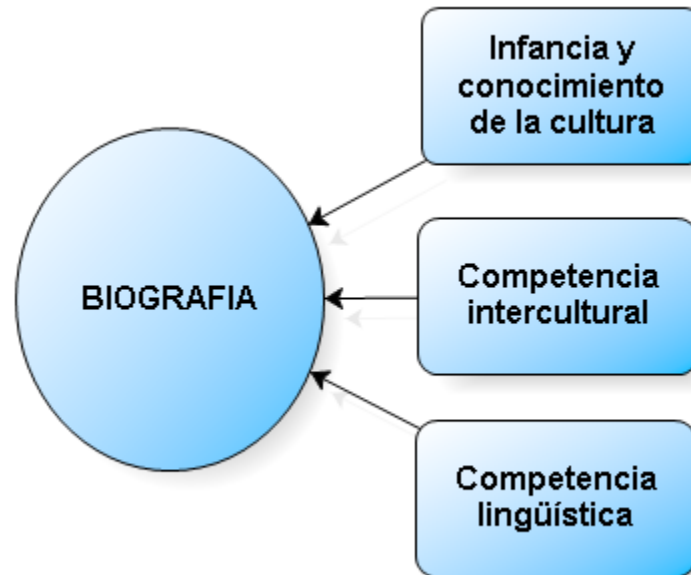 Infancia y
conocimiento
de la cultura
BIOGRAFIA
Competencia
intercultural
Competencia
lingüística